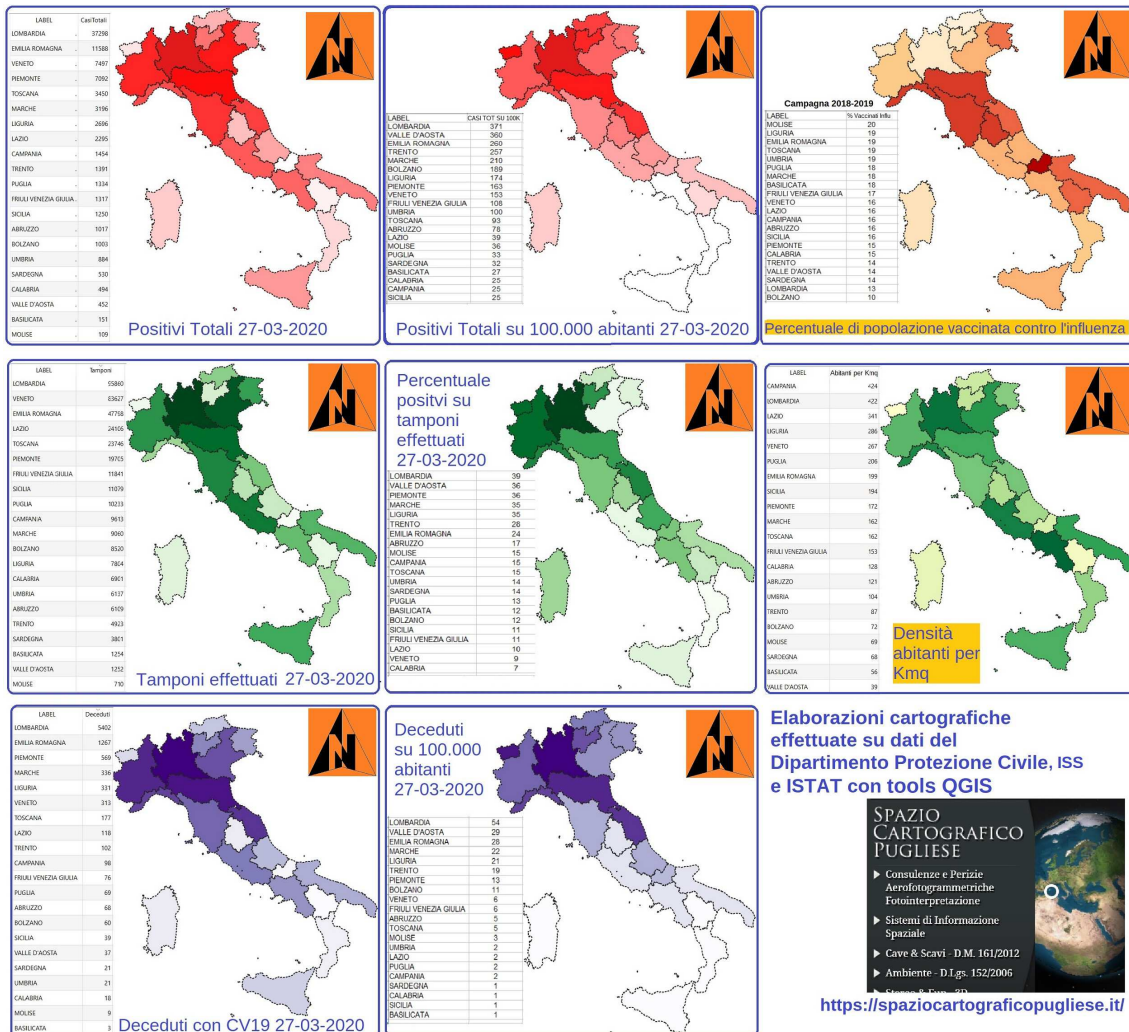 LABEL CasiTotali
LOMBARDIA 37298
EMILIA ROMAGNA 11588
VENETO 7497
PIEMONTE 7092
TOSCANA 3450
MARCHE 3196
LIGURIA 2696
LAZIO 2295
CAMPANIA 1454
TRENTO 1391
PUGLIA 1334
FRIULI VENEZIA GIULIA 1317
SICILIA 1250
ABRUZZO 1017
BOLZANO 1003
UMBRIA 884
SARDEGNA 530
CALABRIA 494
VALLE D'AOSTA 452
BASILICATA 151
MOLISE 109
N
Positivi Totali 27-03-2020
LABEL CASI TOT SU 100K
LOMBARDIA 371
VALLE D'AOSTA 360
EMILIA ROMAGNA 260
TRENTO 257
MARCHE 210
BOLZANO 189
LIGURIA 174
PIEMONTE 163
VENETO 153
FRIULI VENEZIA GIULIA 108
UMBRIA 100
TOSCANA 93
ABRUZZO 78
LAZIO 39
MOLISE 36
PUGLIA 33
SARDEGNA 32
BASILICATA 27
CALABRIA 25
CAMPANIA 25
SICILIA 25
N
Positivi Totali su 100.000 abitanti 27-03-2020
Campagna 2018-2019
LABEL % Vaccinati Influ
MOLISE 20
LIGURIA 19
EMILIA ROMAGNA 19
TOSCANA 19
UMBRIA 19
PUGLIA 18
MARCHE 18
BASILICATA 18
FRIULI VENEZIA GIULIA 17
VENETO 16
LAZIO 16
CAMPANIA 16
ABRUZZO 16
SICILIA 16
PIEMONTE 15
CALABRIA 15
TRENTO 14
VALLE D'AOSTA 14
SARDEGNA 14
LOMBARDIA 13
BOLZANO 10
N
Percentuale di popolazione vaccinata contro l'influenza
LABEL Tamponi
LOMBARDIA
VENETO
EMILIA ROMAGNA
LAZIO
TOSCANA 23746
PIEMONTE
FRIULI VENEZIA GIULIA 11841
SICILIA 11079
PUGLIA
CAMPANIA 9613
MARCHE 9060
BOLZANO 8520
LIGURIA 7804
CALABRIA
UMBRIA 6137
ABRUZZO 6109
TRENTO 4923
SARDEGNA
BASILICATA 1254
VALLE D'AOSTA 1252
MOLISE 710
N
Tamponi effettuati 27-03-2020
Percentuale
positvi su
tamponi
effettuati
27-03-2020
LOMBARDIA 39
VALLE D'AOSTA 36
PIEMONTE 36
MARCHE 35
LIGURIA 35
TRENTO 28
EMILIA ROMAGNA 24
ABRUZZO 17
MOLISE 15
CAMPANIA 15
TOSCANA 15
UMBRIA 14
SARDEGNA 14
PUGLIA 13
BASILICATA 12
BOLZANO 12
SICILIA 11
FRIULI VENEZIA GIULIA 11
LAZIO 10
VENETO 9
CALABRIA 7
N
LABEL Abitanti per Kmq
CAMPANIA 424
LOMBARDIA 422
LAZIO 341
LIGURIA 286
VENETO 267
PUGLIA 206
EMILIA ROMAGNA 199
SICILIA 194
PIEMONTE 172
MARCHE 162
TOSCANA 162
FRIULI VENEZIA GIULIA 153
CALABRIA 128
ABRUZZO 121
UMBRIA 104
TRENTO 87
BOLZANO 72
MOLISE 69
SARDEGNA 68
BASILICATA 56
VALLE D'AOSTA 39
N
Densità
abitanti per
Kmq
LABEL Deceduti
LOMBARDIA 5402
EMILIA ROMAGNA 1267
PIEMONTE 569
MARCHE 336
LIGURIA 331
VENETO 313
TOSCANA 177
LAZIO 118
TRENTO 102
CAMPANIA 98
FRIULI VENEZIA GIULIA 76
PUGLIA 69
ABRUZZO 68
BOLZANO 60
SICILIA 39
VALLE D'AOSTA 37
SARDEGNA 21
UMBRIA 21
CALABRIA 18
MOLISE 9
BASILICATA 3
N
Deceduti con CV19 27-03-2020
Deceduti
su 100.000
abitanti
27-03-2020
LOMBARDIA 54
VALLE D'AOSTA 29
EMILIA ROMAGNA 28
MARCHE 22
LIGURIA 21
TRENTO 19
PIEMONTE 13
BOLZANO 11
VENETO 6
FRIULI VENEZIA GIULIA 6
ABRUZZO 5
TOSCANA 5
MOLISE 3
UMBRIA 2
LAZIO 2
PUGLIA 2
CAMPANIA 2
SARDEGNA 1
CALABRIA 1
SICILIA 1
BASILICATA 1
N
Elaborazioni cartografiche
effettuate su dati del
Dipartimento Protezione Civile, ISS
e ISTAT con tools QGIS
SPAZIO
CARTOGRAFICO
PUGLIESE
Consulenze e Perizie
Aerofotogrammetriche
Fotointerpretazione
Sistemi di Informazione
Spaziale
Cave & Scavi - D.M. 161/2012
Ambiente - D.Lgs. 152/2006
https://spaziocartograficopugliese.it/